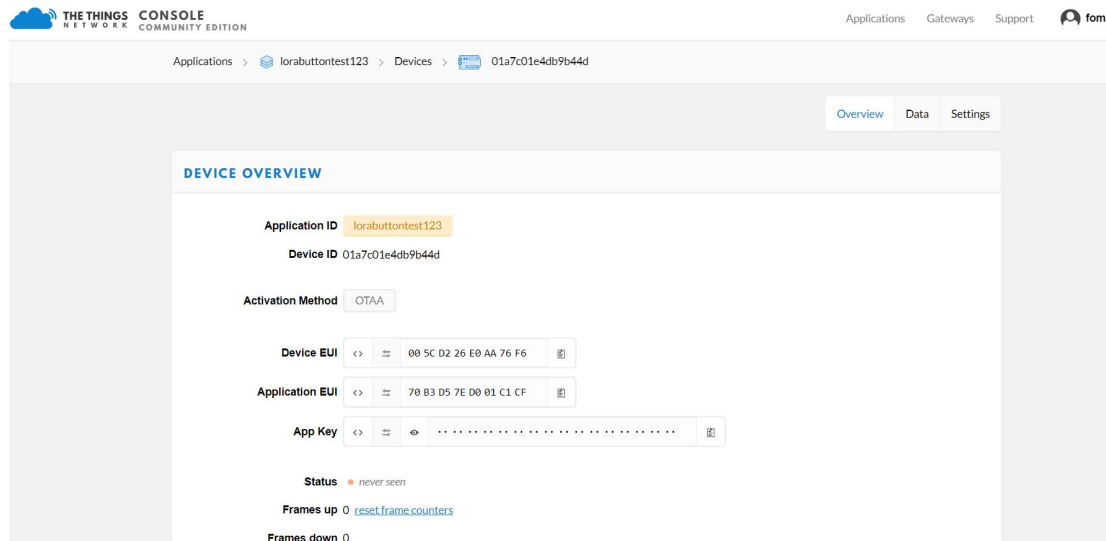 THE THINGS NETWORK CONSOLE COMMUNITY EDITION
Applications Gateways Support fom
Applications > lorabuttontest123 > Devices > 01a7c01e4db9b44d
Overview Data Settings
DEVICE OVERVIEW
Application ID lorabuttontest123
Device ID 01a7c01e4db9b44d
Activation Method OTAA
Device EUI <> 00 5C D2 26 E0 AA 76 F6
Application EUI <> 70 B3 D5 7E D0 01 C1 CF
App Key <> ·· ·· ·· ·· ·· ·· ·· ·· ·· ·· ·· ·· ·· ·· ·· ··
Status never seen
Frames up 0 reset frame counters
Frames down 0